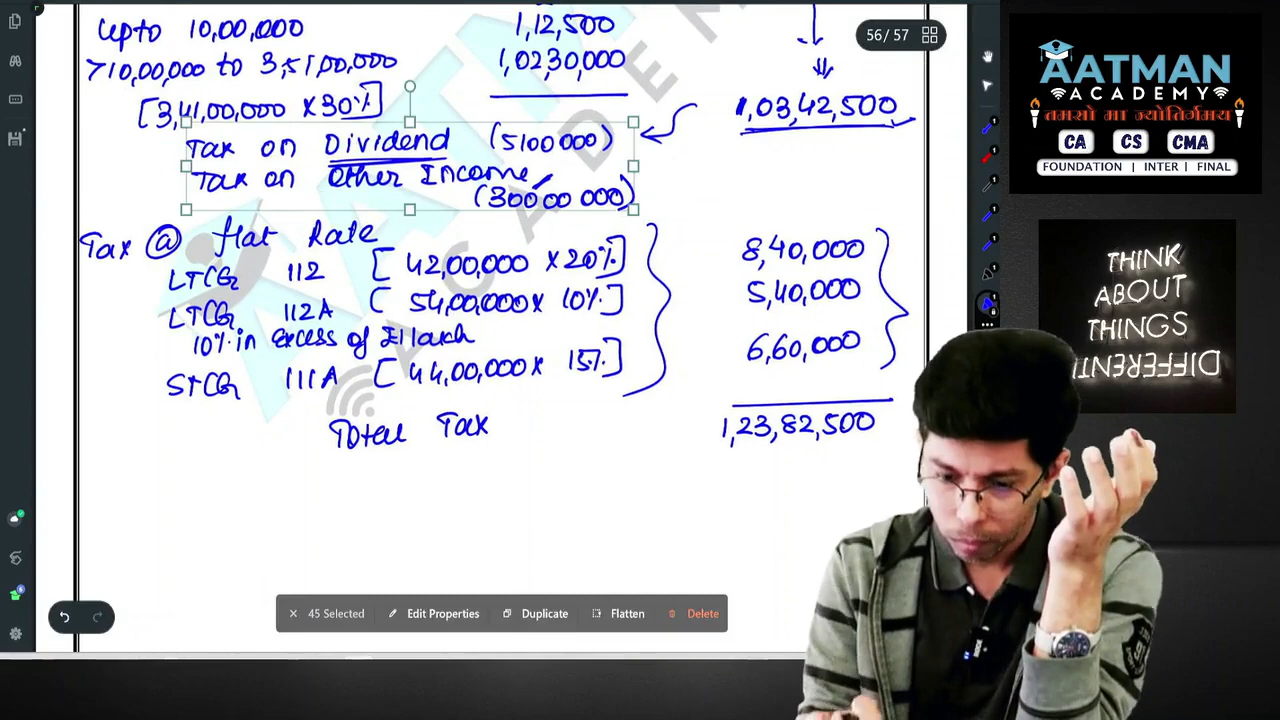 upto 10,00,000 1,12,500
>10,00,000 to 3,51,00,000 1,0230,000
[3,41,00,000 x 30%] 1,03,42,500
Tax on Dividend (5100000)
Tax on Other Income
(30000000)
Tax @ flat Rate
LTCG 112 [42,00,000 x 20%] 8,40,000
LTCG 112A [54,00,000 x 10%] 5,40,000
10% in excess of ₹1 lakh
STCG 111A [44,00,000 x 15%] 6,60,000
Total Tax 1,23,82,500
56 / 57
45 Selected Edit Properties Duplicate Flatten Delete
AATMAN
ACADEMY
तमसो मा ज्योतिर्गमय
CA CS CMA
FOUNDATION | INTER | FINAL
THINK
ABOUT
THINGS
DIFFERENTL
AATM
ACADEM